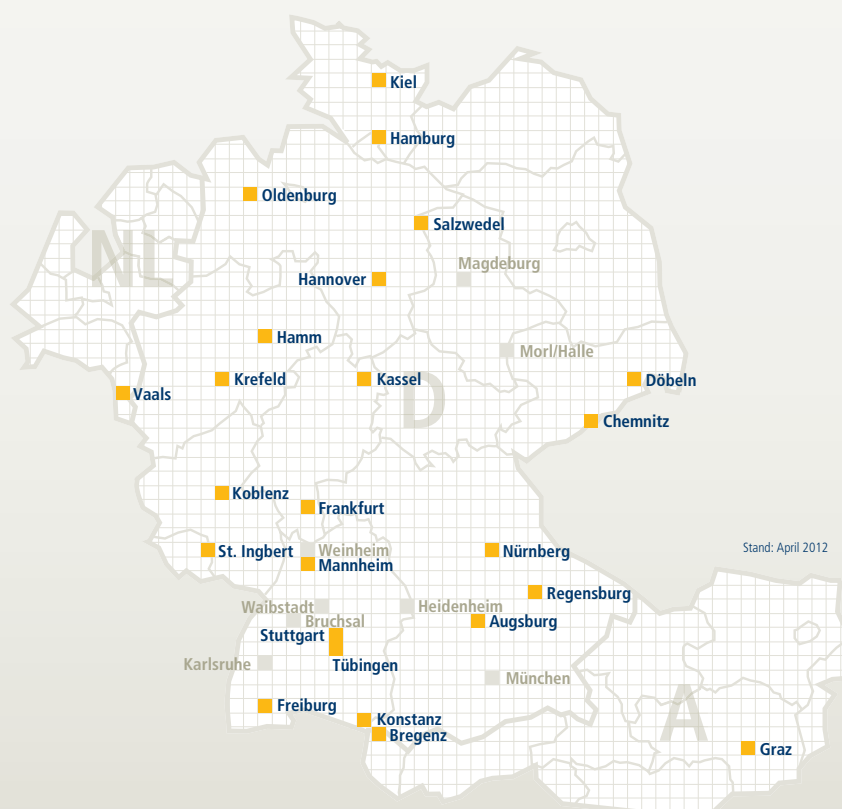 Kiel
Hamburg
Oldenburg
Salzwedel
NL
Magdeburg
Hannover
Hamm
Morl/Halle
Krefeld
Kassel
Döbeln
Vaals
D
Chemnitz
Koblenz
Frankfurt
St. Ingbert
Weinheim
Nürnberg
Stand: April 2012
Mannheim
Regensburg
Waibstadt
Heidenheim
Bruchsal
Augsburg
Stuttgart
Karlsruhe
Tübingen
München
Freiburg
A
Konstanz
Bregenz
Graz